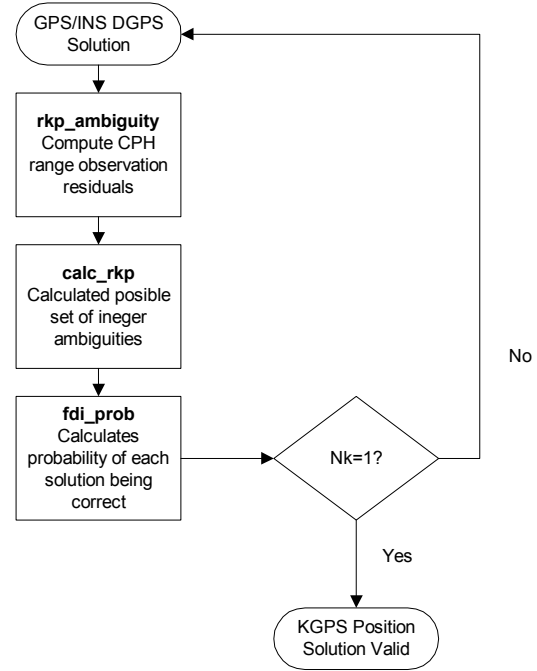 GPS/INS DGPS
Solution
rkp_ambiguity
Compute CPH
range observation
residuals
calc_rkp
Calculated posible
set of ineger
ambiguities
fdi_prob
Calculates
probability of each
solution being
correct
Nk=1?
No
Yes
KGPS Position
Solution Valid